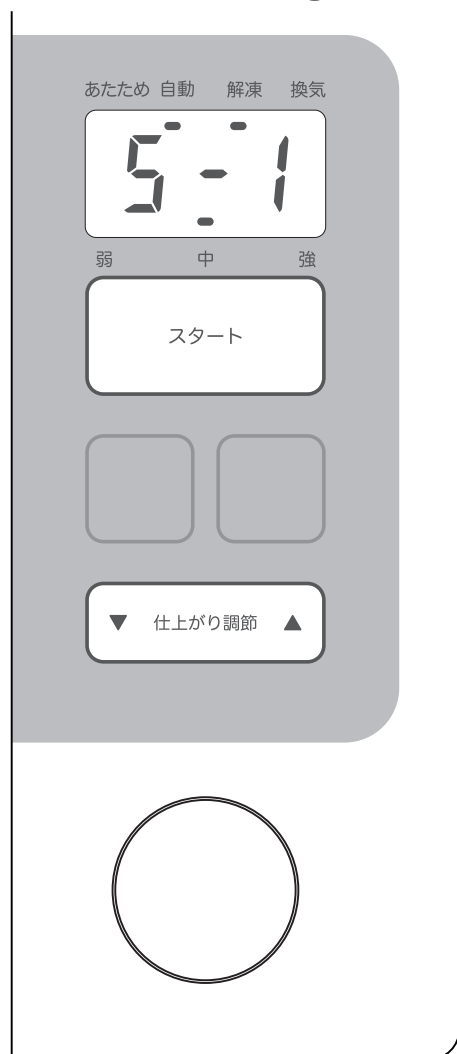 あたため 自動 解凍 換気
5-1
弱 中 強
スタート
▼ 仕上がり調節 ▲